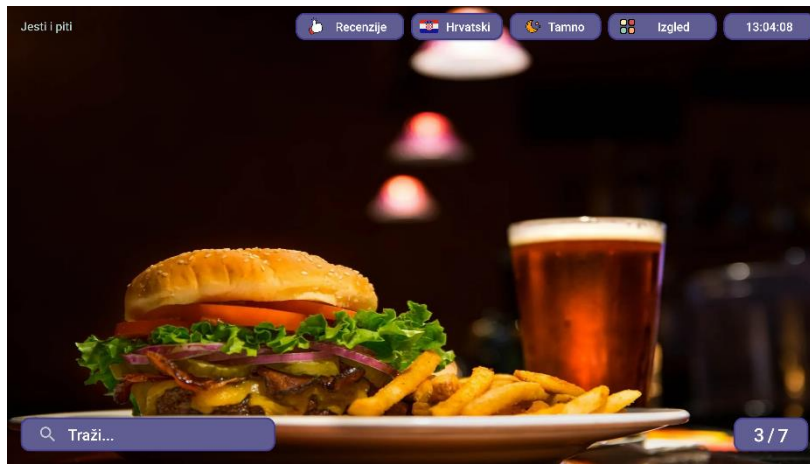 Jesti i piti
Recenzije
Hrvatski
Tamno
Izgled
13:04:08
Traži...
3 / 7